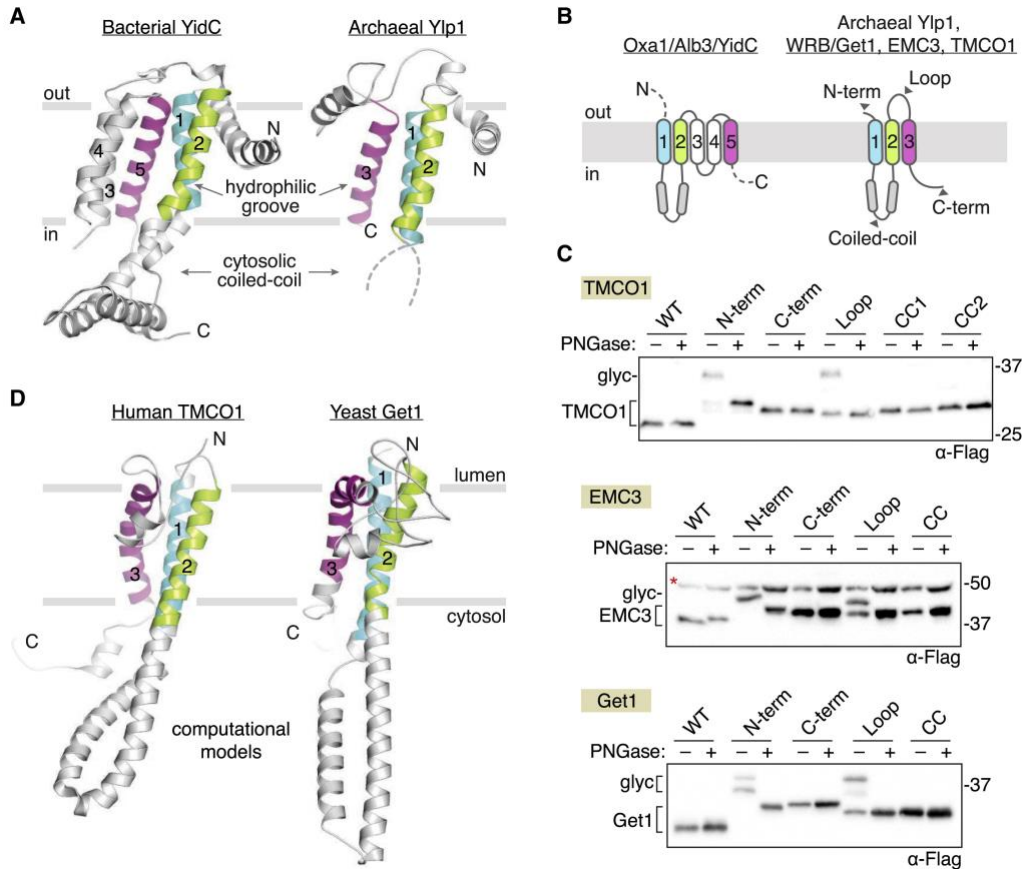 A
Bacterial YidC
Archaeal Ylp1
out
in
4
3
5
1
2
N
hydrophilic
groove
3
2
N
C
cytosolic
coiled-coil
C
B
Oxa1/Alb3/YidC
Archaeal Ylp1,
WRB/Get1, EMC3, TMCO1
N
out
in
1
2
3
4
5
C
N-term
Loop
1
2
3
C-term
Coiled-coil
C
TMCO1
WT
N-term
C-term
Loop
CC1
CC2
PNGase: − + − + − + − + − + − +
glyc-
-37
TMCO1
-25
α-Flag
EMC3
WT
N-term
C-term
Loop
CC
PNGase: − + − + − + − + − +
*
-50
glyc-
EMC3
-37
α-Flag
Get1
WT
N-term
C-term
Loop
CC
PNGase: − + − + − + − + − +
glyc
-37
Get1
α-Flag
D
Human TMCO1
Yeast Get1
N
N
lumen
1
2
3
1
2
3
cytosol
C
C
computational
models